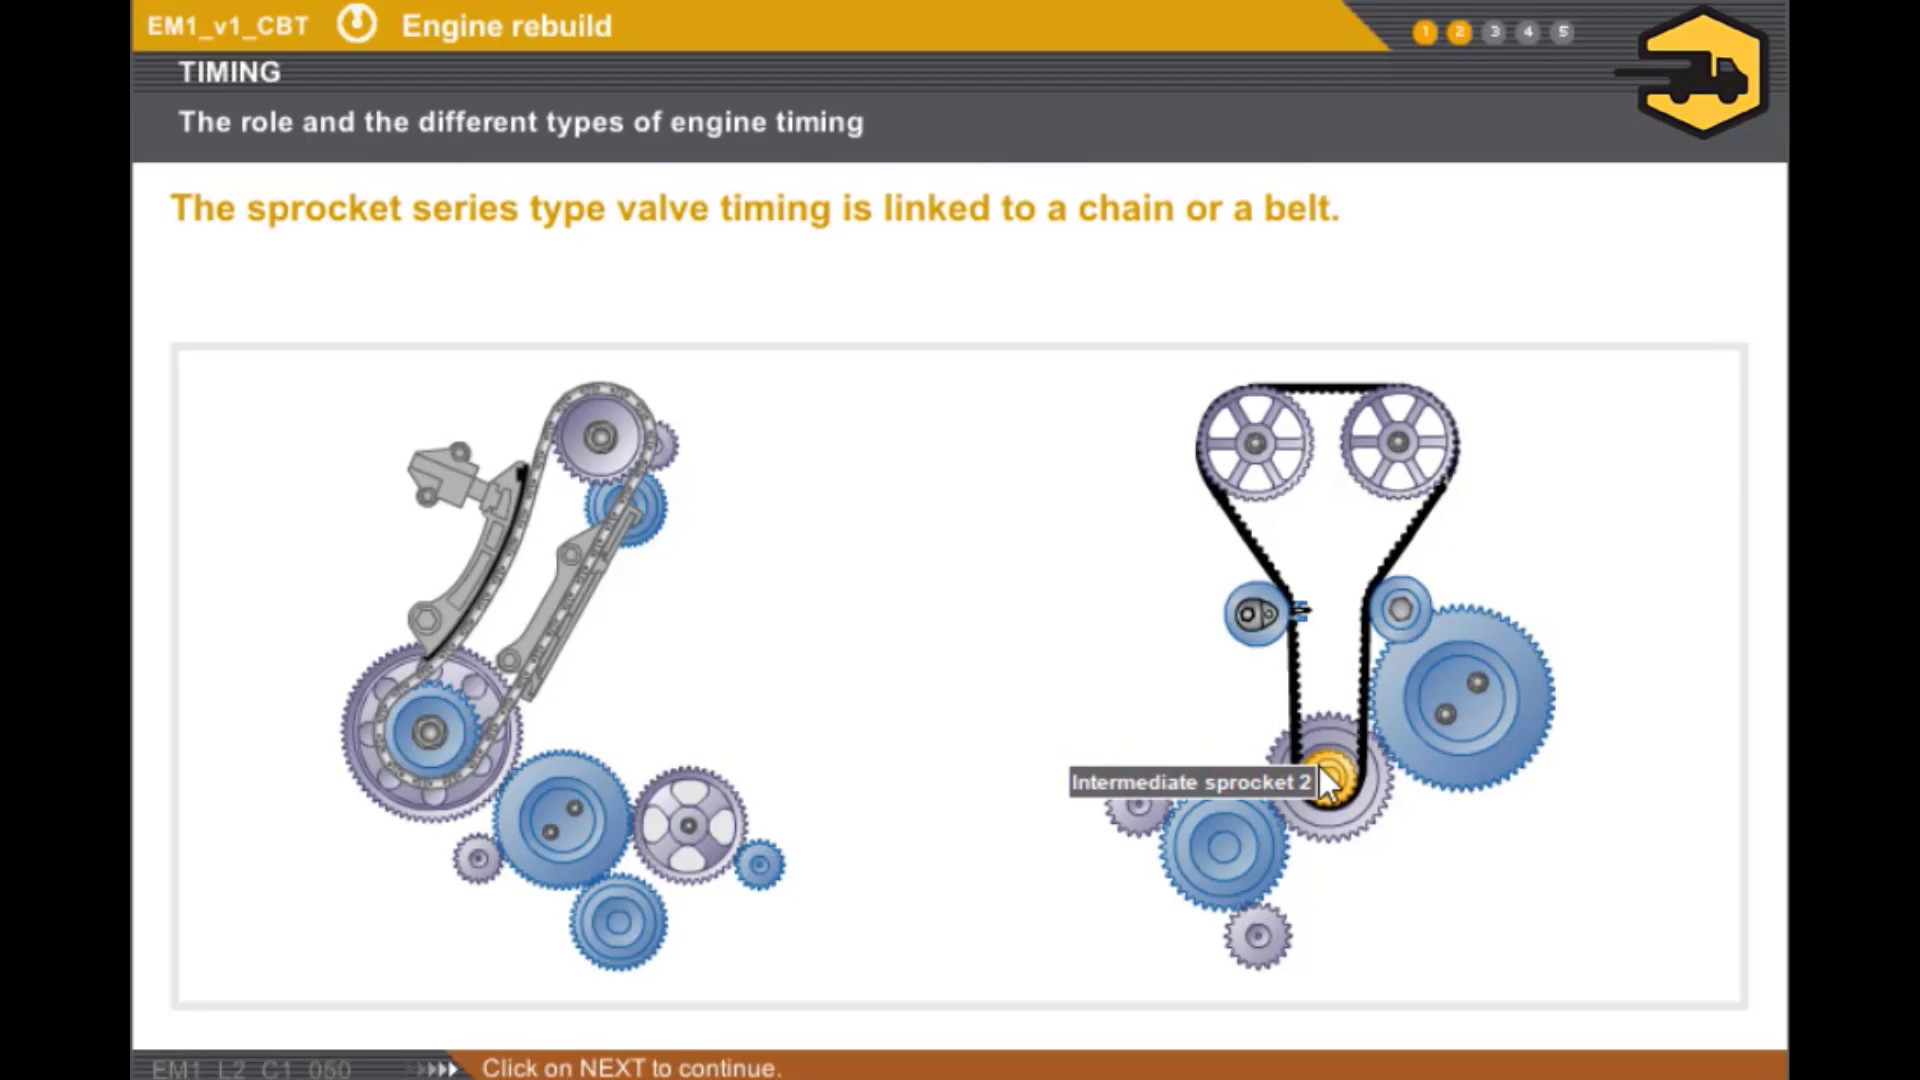 EM1_v1_CBT Engine rebuild 1 2 3 4 5
TIMING
The role and the different types of engine timing
The sprocket series type valve timing is linked to a chain or a belt.
Intermediate sprocket 2
EM1_L2_C1_050 Click on NEXT to continue.